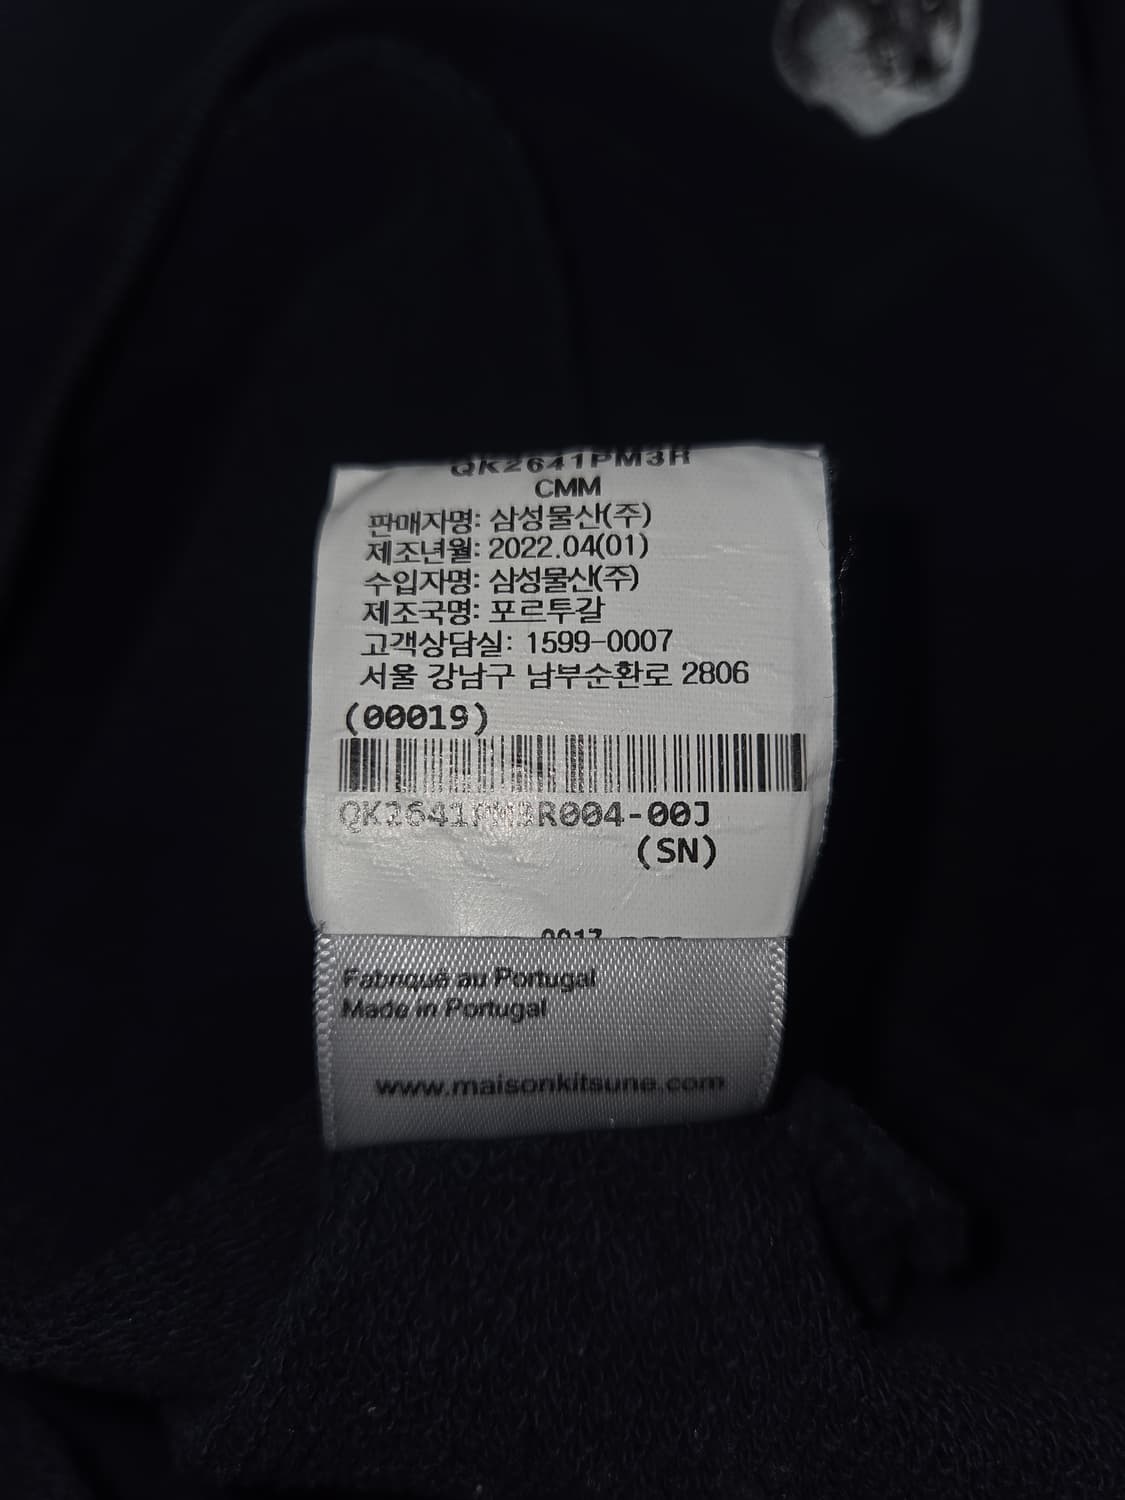 QK2641PM3R
CMM
판매자명: 삼성물산(주)
제조년월: 2022.04(01)
수입자명: 삼성물산(주)
제조국명: 포르투갈
고객상담실: 1599-0007
서울 강남구 남부순환로 2806
(00019)
QK2641PM3R004-00J
(SN)
0017
Fabriqué au Portugal
Made in Portugal
www.maisonkitsune.com